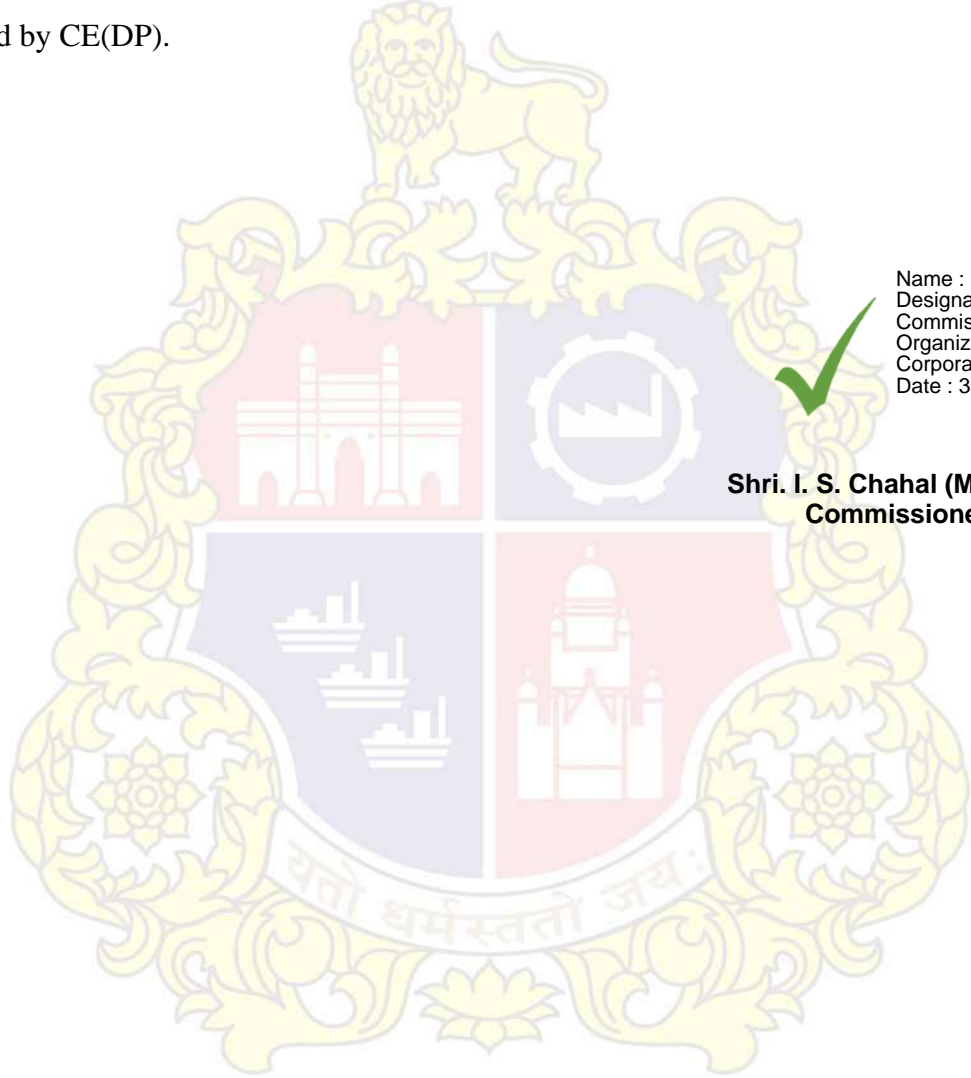 d by CE(DP).
Name :
Designa
Commis
Organiz
Corpora
Date : 3
Shri. I. S. Chahal (M
Commissione
यतो धर्मस्ततो जय: